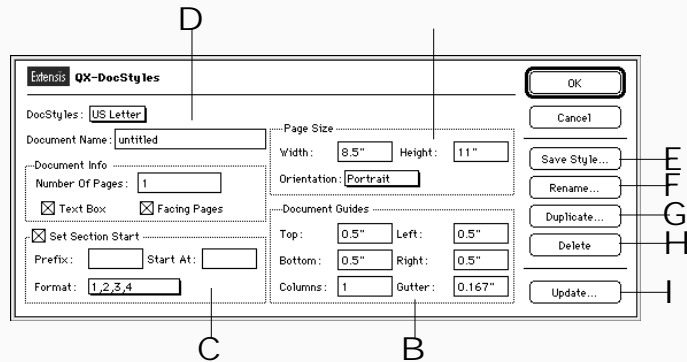 D
Extensis QX-DocStyles
DocStyles: US Letter
Document Name: untitled
Document Info
Number Of Pages: 1
Text Box Facing Pages
Set Section Start
Prefix: Start At:
Format: 1,2,3,4
Page Size
Width: 8.5" Height: 11"
Orientation: Portrait
Document Guides
Top: 0.5" Left: 0.5"
Bottom: 0.5" Right: 0.5"
Columns: 1 Gutter: 0.167"
OK
Cancel
Save Style... E
Rename... F
Duplicate... G
Delete H
Update... I
C
B